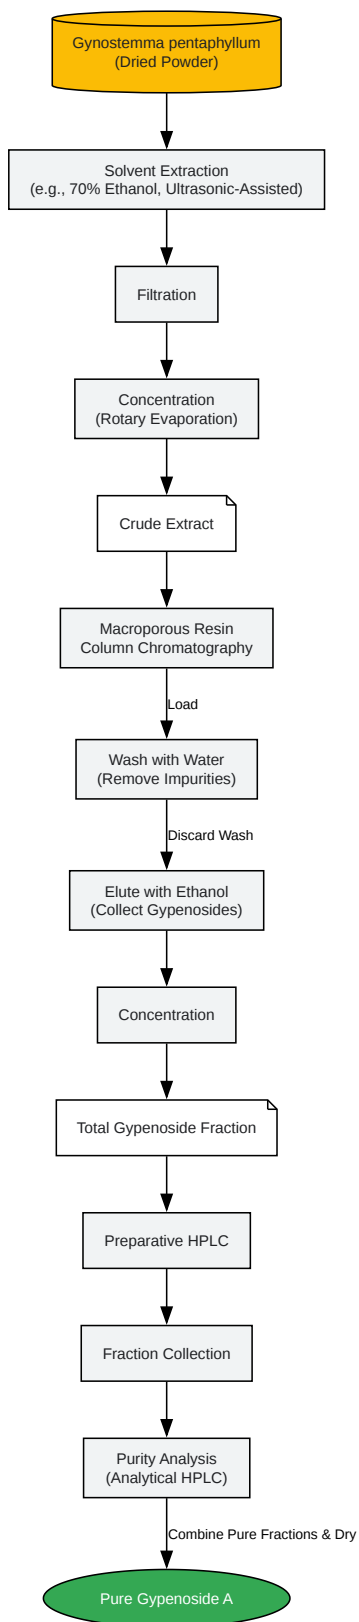 Gynostemma pentaphyllum
(Dried Powder)
Solvent Extraction
(e.g., 70% Ethanol, Ultrasonic-Assisted)
Filtration
Concentration
(Rotary Evaporation)
Crude Extract
Macroporous Resin
Column Chromatography
Load
Wash with Water
(Remove Impurities)
Discard Wash
Elute with Ethanol
(Collect Gypenosides)
Concentration
Total Gypenoside Fraction
Preparative HPLC
Fraction Collection
Purity Analysis
(Analytical HPLC)
Combine Pure Fractions & Dry
Pure Gypenoside A